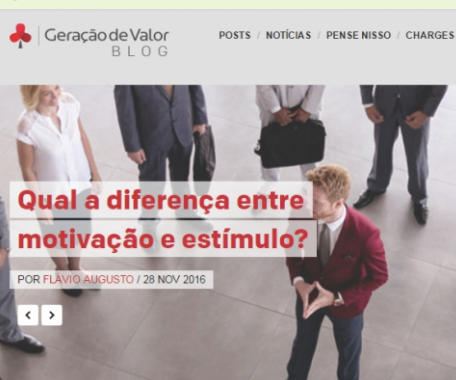 Geração de Valor
BLOG
POSTS / NOTÍCIAS / PENSE NISSO / CHARGES
Qual a diferença entre
motivação e estímulo?
POR FLÁVIO AUGUSTO / 28 NOV 2016